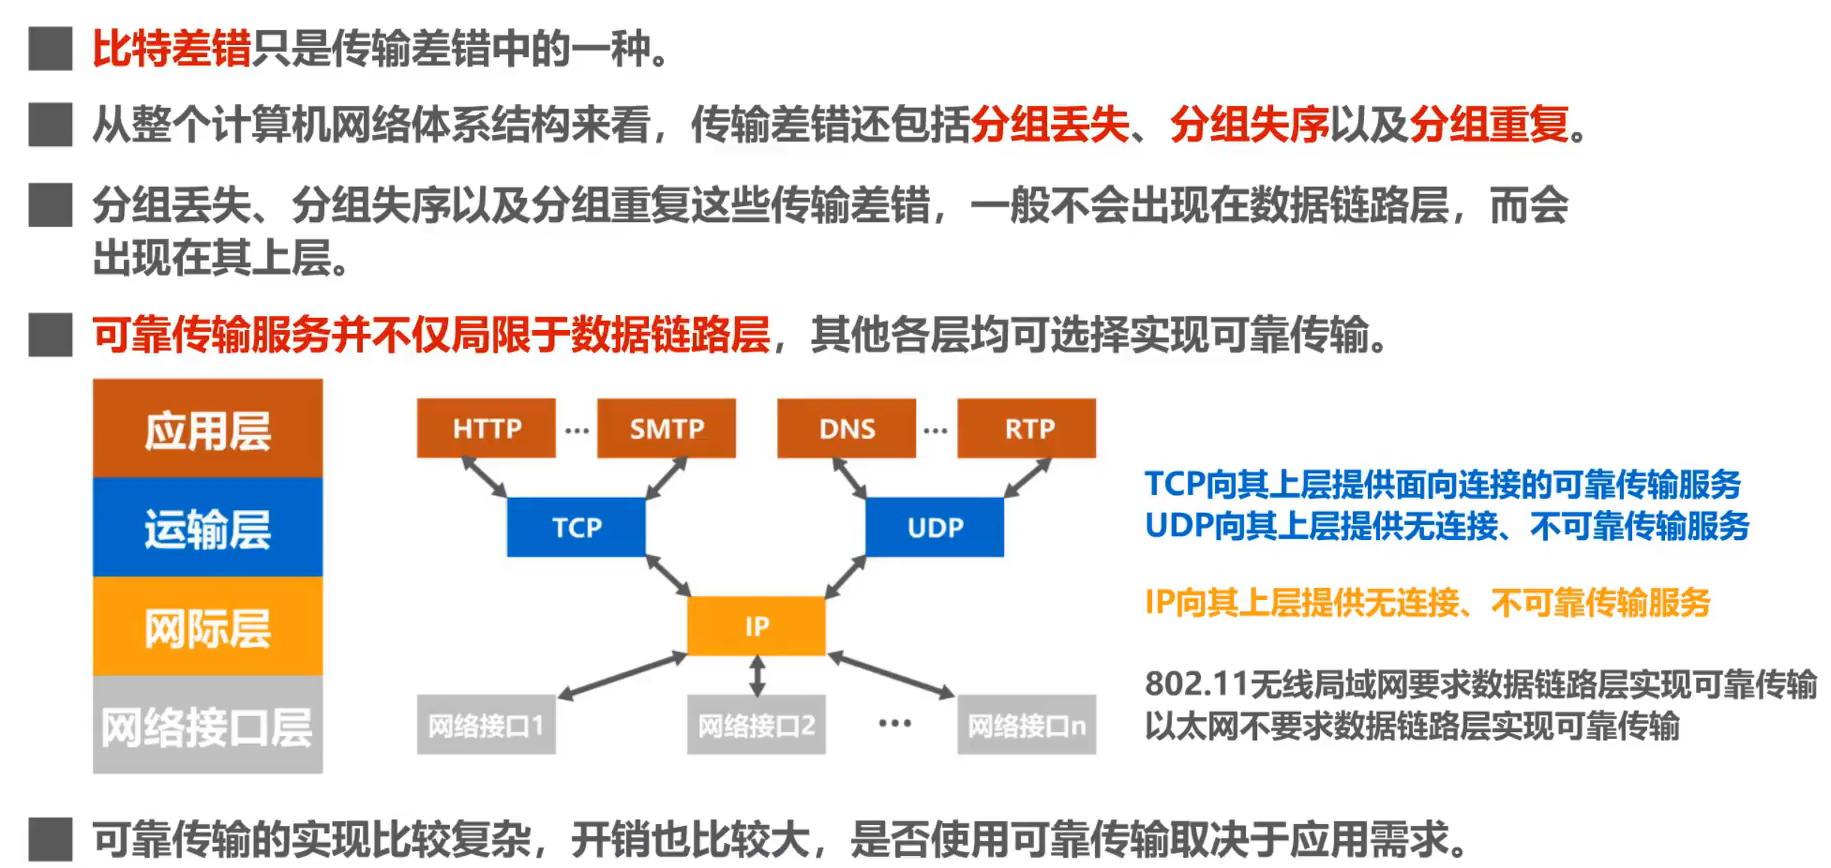 比特差错只是传输差错中的一种。
从整个计算机网络体系结构来看，传输差错还包括分组丢失、分组失序以及分组重复。
分组丢失、分组失序以及分组重复这些传输差错，一般不会出现在数据链路层，而会
出现在其上层。
可靠传输服务并不仅局限于数据链路层，其他各层均可选择实现可靠传输。
应用层
HTTP ... SMTP DNS ... RTP
运输层
TCP UDP
TCP向其上层提供面向连接的可靠传输服务
UDP向其上层提供无连接、不可靠传输服务
网际层
IP
IP向其上层提供无连接、不可靠传输服务
网络接口层
网络接口1 网络接口2 ... 网络接口n
802.11无线局域网要求数据链路层实现可靠传输
以太网不要求数据链路层实现可靠传输
可靠传输的实现比较复杂，开销也比较大，是否使用可靠传输取决于应用需求。